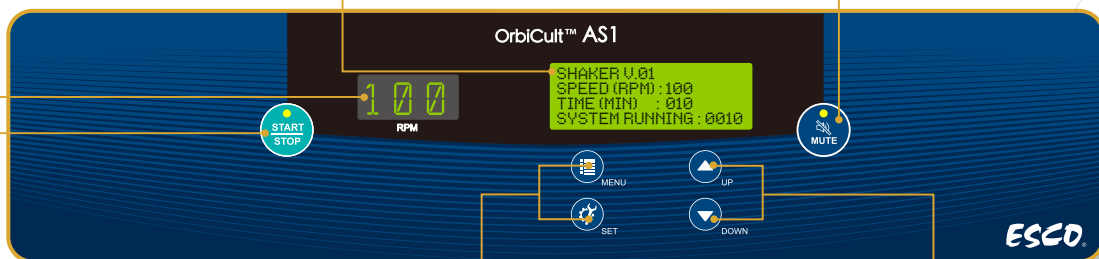 OrbiCult™ AS1
100
RPM
SHAKER V.01
SPEED (RPM) : 100
TIME (MIN) : 010
SYSTEM RUNNING : 0010
START
STOP
MUTE
MENU
UP
SET
DOWN
ESCO®